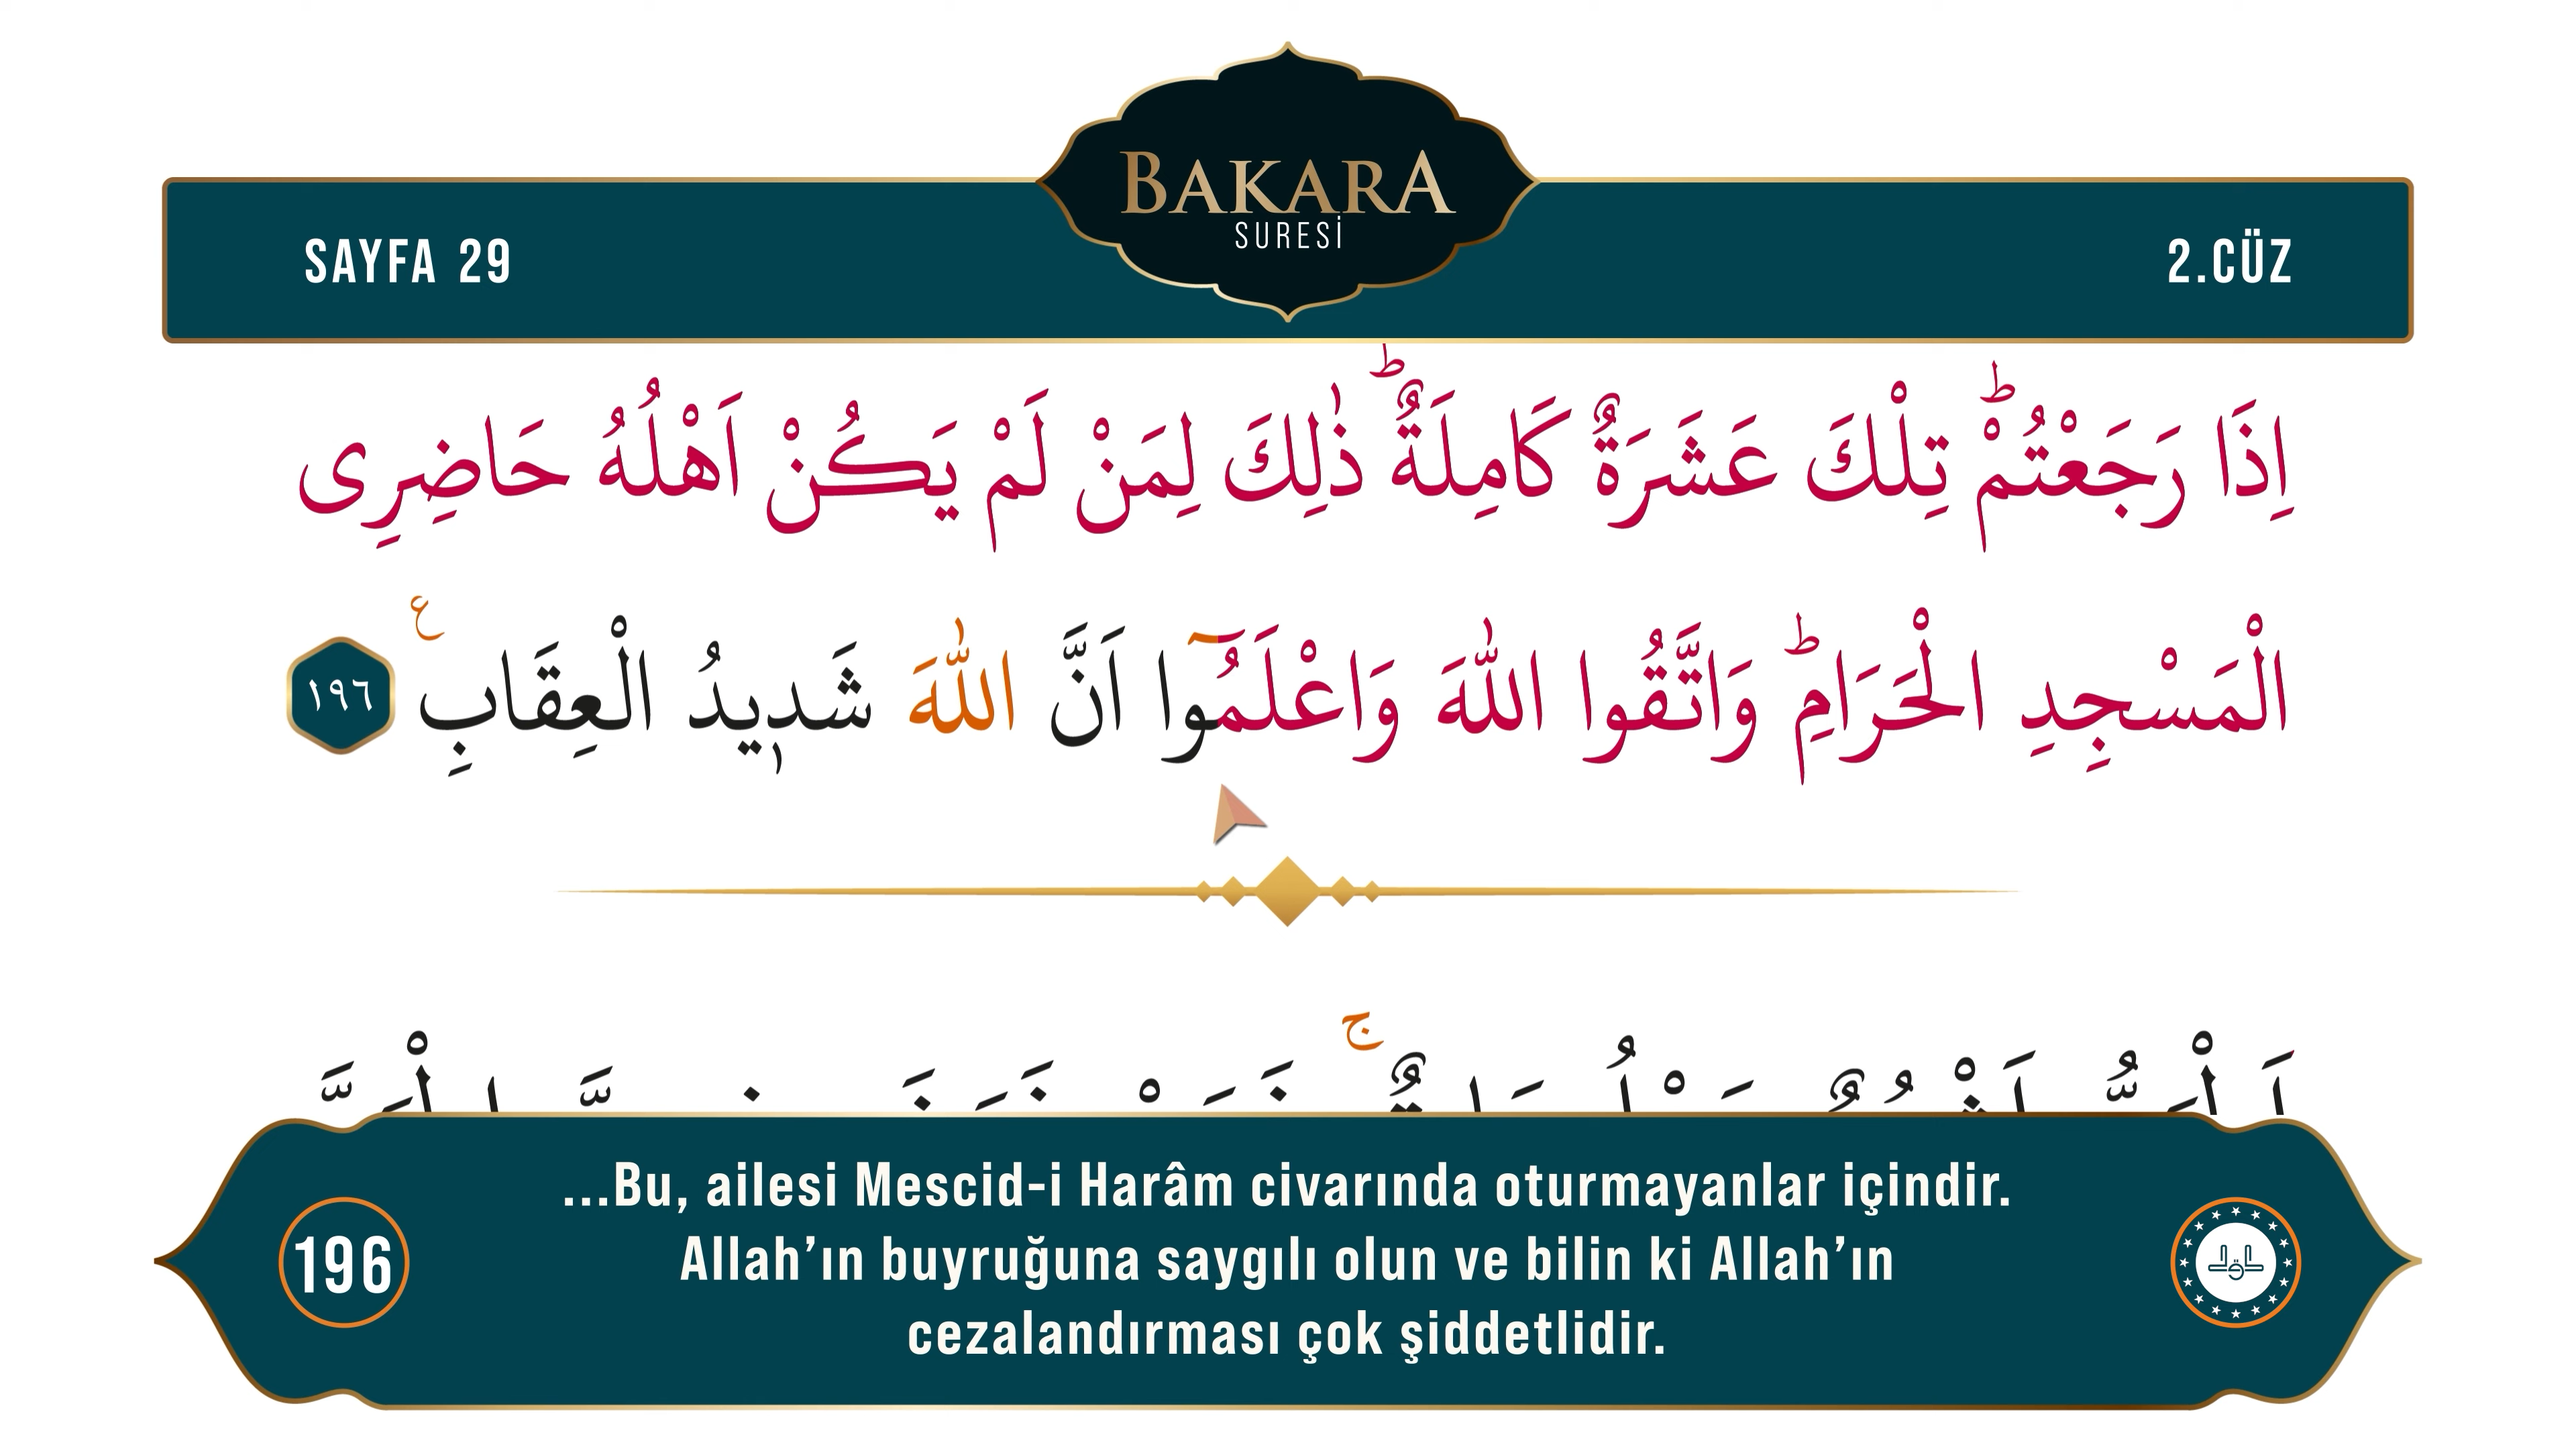 BAKARA
SURESİ
SAYFA 29
2.CÜZ
اِذَا رَجَعْتُمْۜ تِلْكَ عَشَرَةٌ كَامِلَةٌۜ ذٰلِكَ لِمَنْ لَمْ يَكُنْ اَهْلُهُ حَاضِرِى
الْمَسْجِدِ الْحَرَامِۜ وَاتَّقُوا اللّٰهَ وَاعْلَمُٓوا اَنَّ اللّٰهَ شَد۪يدُ الْعِقَابِ ع ١٩٦
...Bu, ailesi Mescid-i Harâm civarında oturmayanlar içindir.
Allah’ın buyruğuna saygılı olun ve bilin ki Allah’ın
cezalandırması çok şiddetlidir.
196